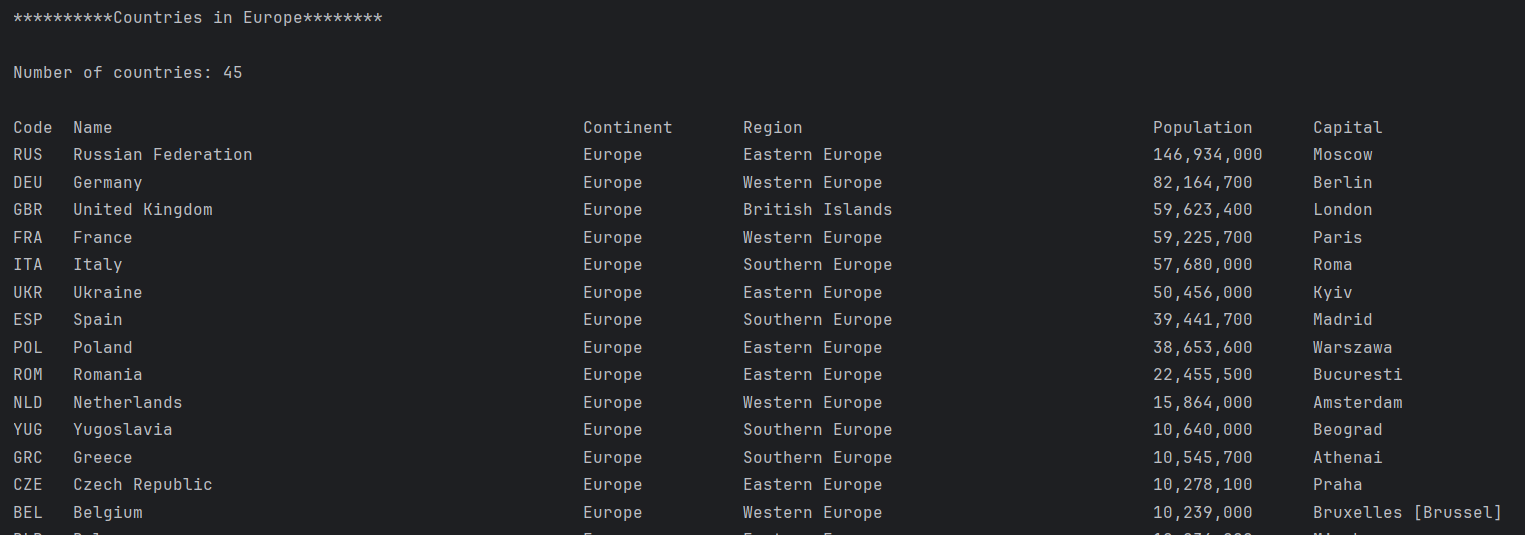 **********Countries in Europe********
Number of countries: 45
Code Name Continent Region Population Capital
RUS Russian Federation Europe Eastern Europe 146,934,000 Moscow
DEU Germany Europe Western Europe 82,164,700 Berlin
GBR United Kingdom Europe British Islands 59,623,400 London
FRA France Europe Western Europe 59,225,700 Paris
ITA Italy Europe Southern Europe 57,680,000 Roma
UKR Ukraine Europe Eastern Europe 50,456,000 Kyiv
ESP Spain Europe Southern Europe 39,441,700 Madrid
POL Poland Europe Eastern Europe 38,653,600 Warszawa
ROM Romania Europe Eastern Europe 22,455,500 Bucuresti
NLD Netherlands Europe Western Europe 15,864,000 Amsterdam
YUG Yugoslavia Europe Southern Europe 10,640,000 Beograd
GRC Greece Europe Southern Europe 10,545,700 Athenai
CZE Czech Republic Europe Eastern Europe 10,278,100 Praha
BEL Belgium Europe Western Europe 10,239,000 Bruxelles [Brussel]